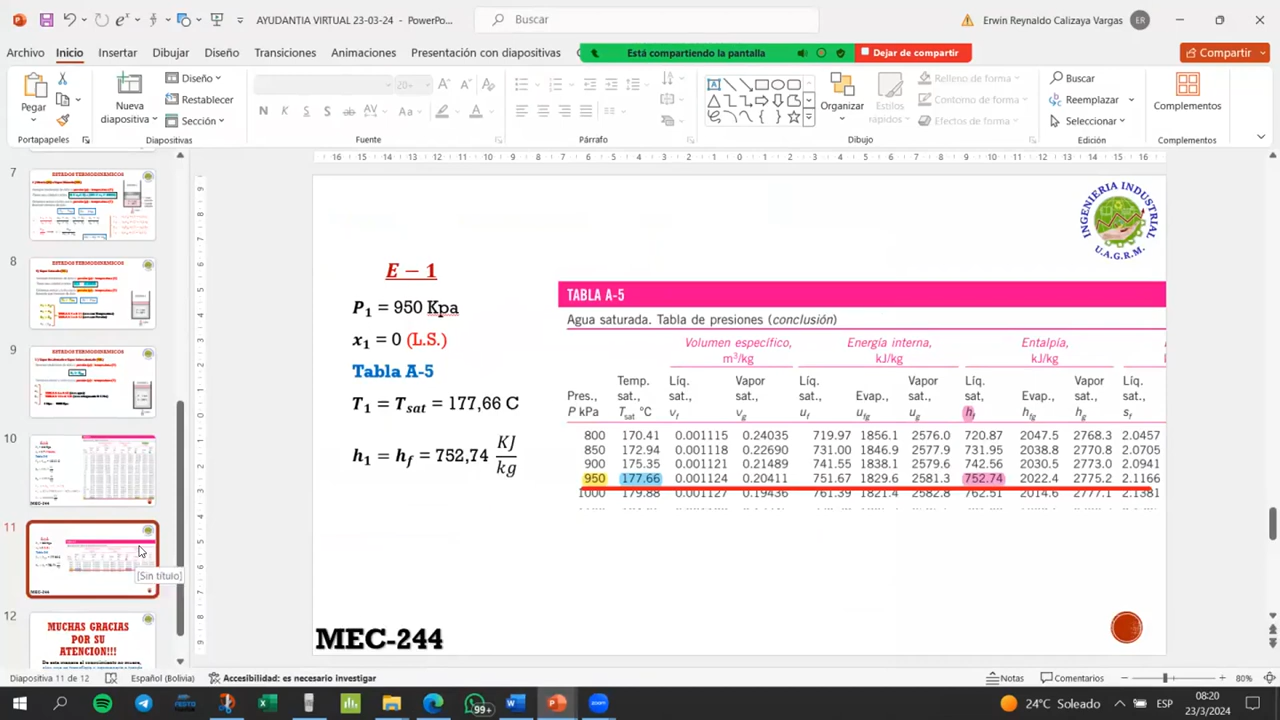 AYUDANTIA VIRTUAL 23-03-24 - PowerPo...
Buscar
Erwin Reynaldo Calizaya Vargas
ER
Archivo
Inicio
Insertar
Dibujar
Diseño
Transiciones
Animaciones
Presentación con diapositivas
Está compartiendo la pantalla
Dejar de compartir
Compartir
Pegar
Nueva
diapositiva
Diseño
Restablecer
Sección
Organizar
Estilos
rápidos
Relleno de forma
Contorno de forma
Efectos de forma
Buscar
Reemplazar
Seleccionar
Complementos
Portapapeles
Diapositivas
Fuente
Párrafo
Dibujo
Edición
Complementos
7
ESTADOS TERMODINAMICOS
8
ESTADOS TERMODINAMICOS
9
ESTADOS TERMODINAMICOS
10
MEC-244
11
MEC-244
[Sin título]
12
MUCHAS GRACIAS
POR SU
ATENCION!!!
INGENIERIA INDUSTRIAL
U.A.G.R.M.
E − 1
P₁ = 950 Kpa
x₁ = 0 (L.S.)
Tabla A-5
T₁ = Tsat = 177,66 C
h₁ = hf = 752,74 KJ/kg
TABLA A-5
Agua saturada. Tabla de presiones (conclusión)
Volumen específico, Energía interna, Entalpía,
m³/kg kJ/kg kJ/kg
Temp. Líq. Vapor Líq. Vapor Líq. Vapor Líq.
Pres., sat., sat., sat., sat., Evap., sat., sat., Evap., sat., sat.,
P kPa Tsat °C vf vg uf ufg ug hf hfg hg sf
800 170.41 0.001115 0.24035 719.97 1856.1 2576.0 720.87 2047.5 2768.3 2.0457
850 172.94 0.001118 0.22690 731.00 1846.9 2577.9 731.95 2038.8 2770.8 2.0705
900 175.35 0.001121 0.21489 741.55 1838.1 2579.6 742.56 2030.5 2773.0 2.0941
950 177.66 0.001124 0.20411 751.67 1829.6 2581.3 752.74 2022.4 2775.2 2.1166
1000 179.88 0.001127 0.19436 761.39 1821.4 2582.8 762.51 2014.6 2777.1 2.1381
MEC-244
Diapositiva 11 de 12
Español (Bolivia)
Accesibilidad: es necesario investigar
Notas
Comentarios
80%
99+
24°C Soleado
ESP
08:20
23/3/2024